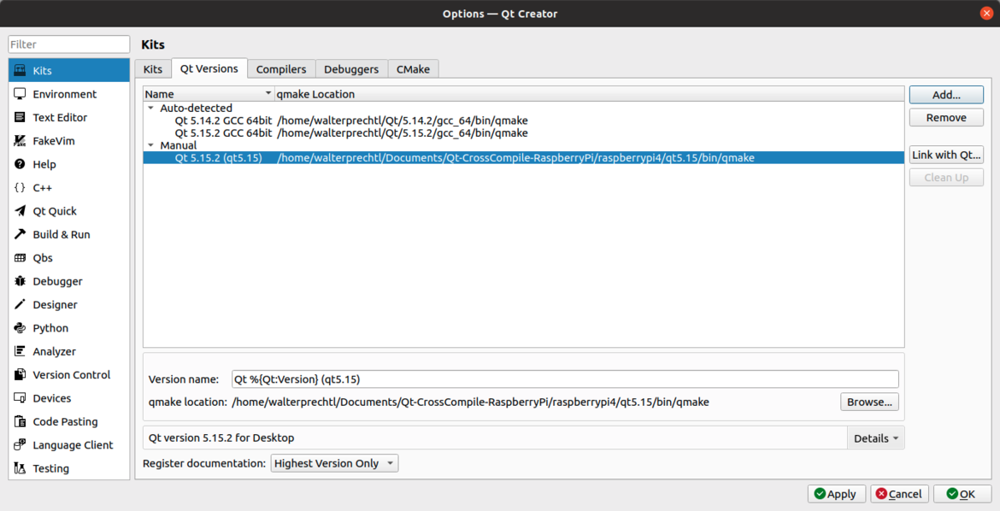 Options — Qt Creator
Filter
Kits
Environment
Text Editor
FakeVim
Help
C++
Qt Quick
Build & Run
Qbs
Debugger
Designer
Python
Analyzer
Version Control
Devices
Code Pasting
Language Client
Testing
Kits
Kits Qt Versions Compilers Debuggers CMake
Name qmake Location
Auto-detected
Qt 5.14.2 GCC 64bit /home/walterprechtl/Qt/5.14.2/gcc_64/bin/qmake
Qt 5.15.2 GCC 64bit /home/walterprechtl/Qt/5.15.2/gcc_64/bin/qmake
Manual
Qt 5.15.2 (qt5.15) /home/walterprechtl/Documents/Qt-CrossCompile-RaspberryPi/raspberrypi4/qt5.15/bin/qmake
Add...
Remove
Link with Qt...
Clean Up
Version name: Qt %{Qt:Version} (qt5.15)
qmake location: /home/walterprechtl/Documents/Qt-CrossCompile-RaspberryPi/raspberrypi4/qt5.15/bin/qmake Browse...
Qt version 5.15.2 for Desktop Details
Register documentation: Highest Version Only
Apply Cancel OK